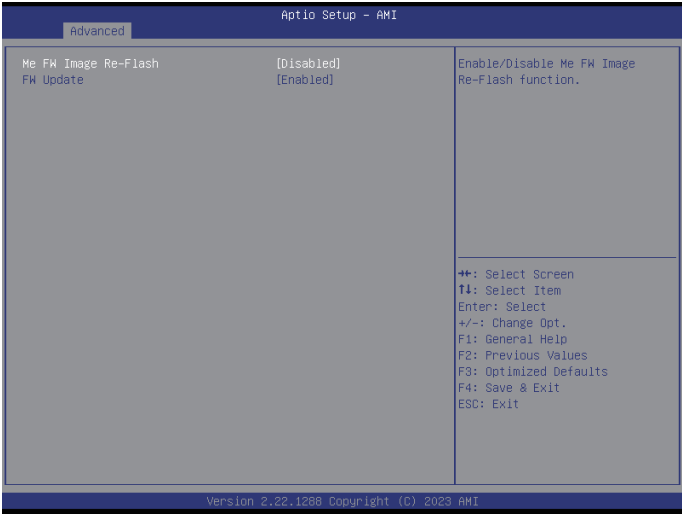 Aptio Setup – AMI
Advanced
Me FW Image Re-Flash [Disabled]
FW Update [Enabled]
Enable/Disable Me FW Image
Re-Flash function.
→←: Select Screen
↑↓: Select Item
Enter: Select
+/-: Change Opt.
F1: General Help
F2: Previous Values
F3: Optimized Defaults
F4: Save & Exit
ESC: Exit
Version 2.22.1288 Copyright (C) 2023 AMI